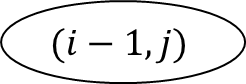 (i − 1, j)